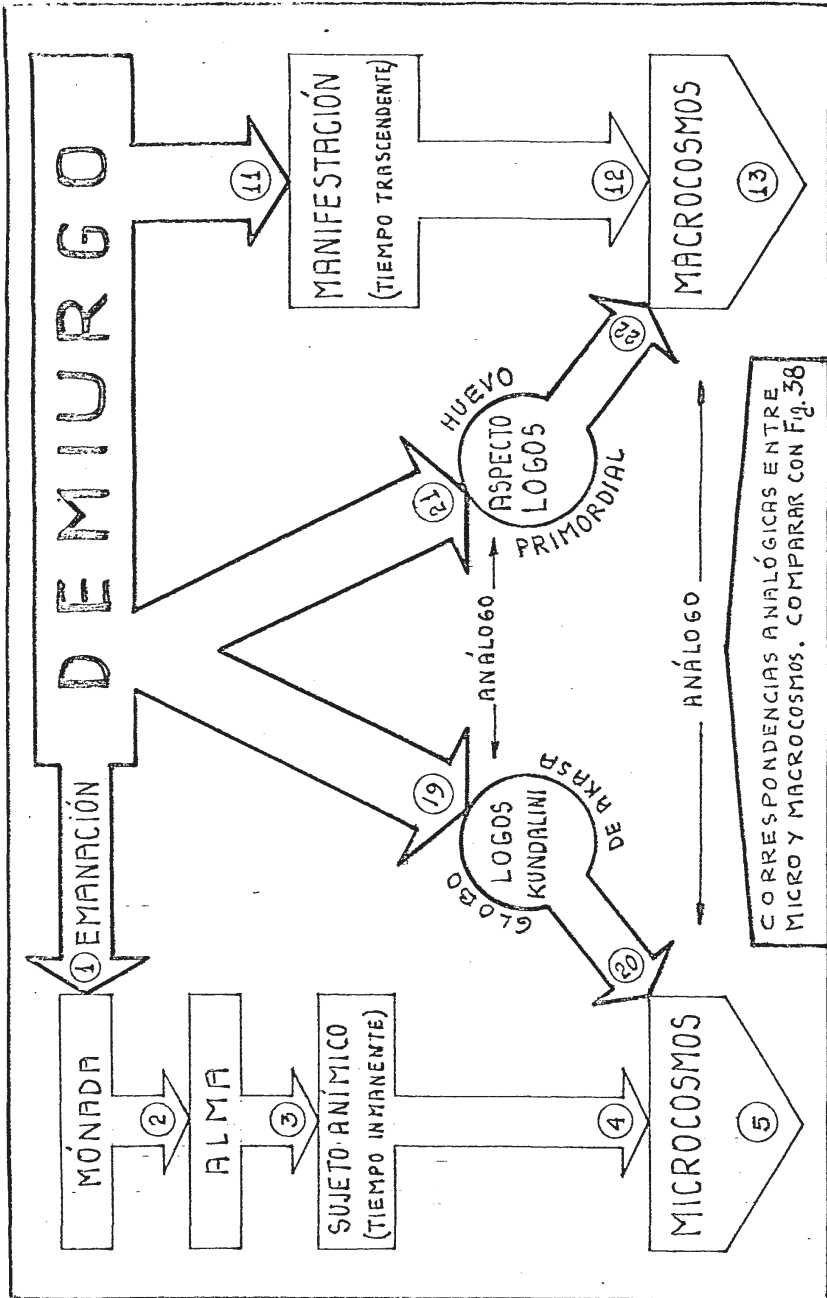 DEMIURGO
1
EMANACIÓN
MÓNADA
2
ALMA
3
SUJETO ANÍMICO
(TIEMPO INMANENTE)
4
MICROCOSMOS
5
19
GLOBO
LOGOS
KUNDALINI
DE AKASA
20
ANÁLOGO
21
HUEVO
ASPECTO
LOGOS
PRIMORDIAL
22
11
MANIFESTACIÓN
(TIEMPO TRASCENDENTE)
12
MACROCOSMOS
13
ANÁLOGO
CORRESPONDENCIAS ANALÓGICAS ENTRE
MICRO Y MACROCOSMOS. COMPARAR CON Fig. 38